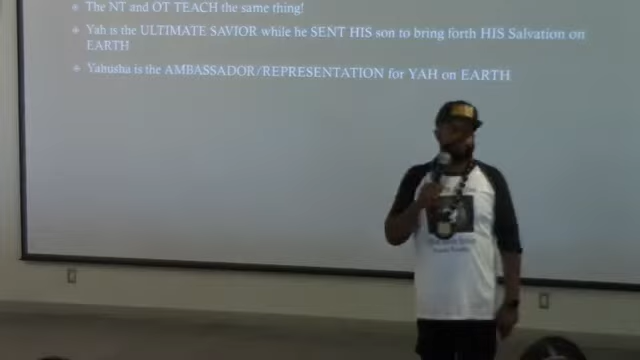 The NT and OT TEACH the same thing!
Yah is the ULTIMATE SAVIOR while he SENT HIS son to bring forth HIS Salvation on
EARTH
Yahusha is the AMBASSADOR/REPRESENTATION for YAH on EARTH